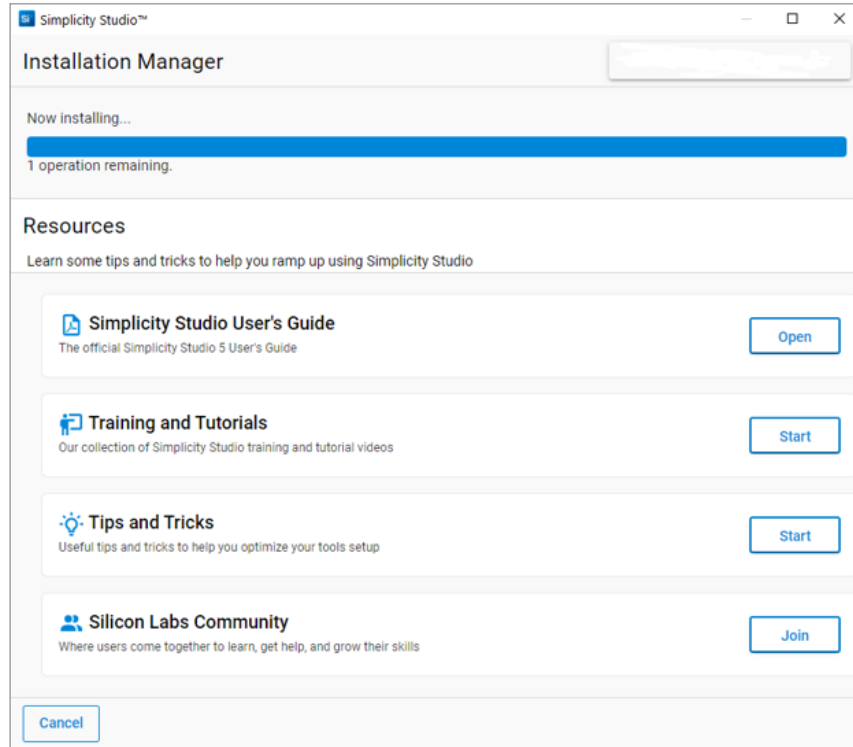 Simplicity Studio™
Installation Manager
Now installing...
1 operation remaining.
Resources
Learn some tips and tricks to help you ramp up using Simplicity Studio
Simplicity Studio User's Guide
The official Simplicity Studio 5 User's Guide
Open
Training and Tutorials
Our collection of Simplicity Studio training and tutorial videos
Start
Tips and Tricks
Useful tips and tricks to help you optimize your tools setup
Start
Silicon Labs Community
Where users come together to learn, get help, and grow their skills
Join
Cancel